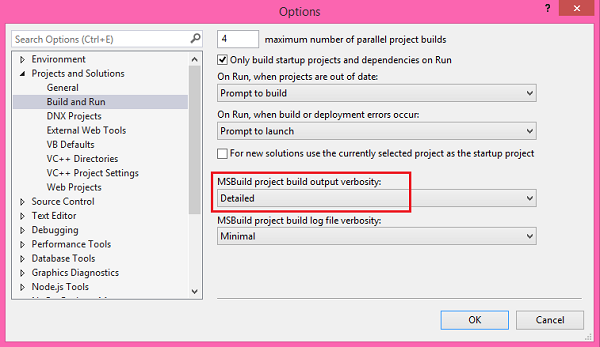 Options
?
Search Options (Ctrl+E)
Environment
Projects and Solutions
General
Build and Run
DNX Projects
External Web Tools
VB Defaults
VC++ Directories
VC++ Project Settings
Web Projects
Source Control
Text Editor
Debugging
Performance Tools
Database Tools
Graphics Diagnostics
Node.js Tools
4 maximum number of parallel project builds
Only build startup projects and dependencies on Run
On Run, when projects are out of date:
Prompt to build
On Run, when build or deployment errors occur:
Prompt to launch
For new solutions use the currently selected project as the startup project
MSBuild project build output verbosity:
Detailed
MSBuild project build log file verbosity:
Minimal
OK
Cancel